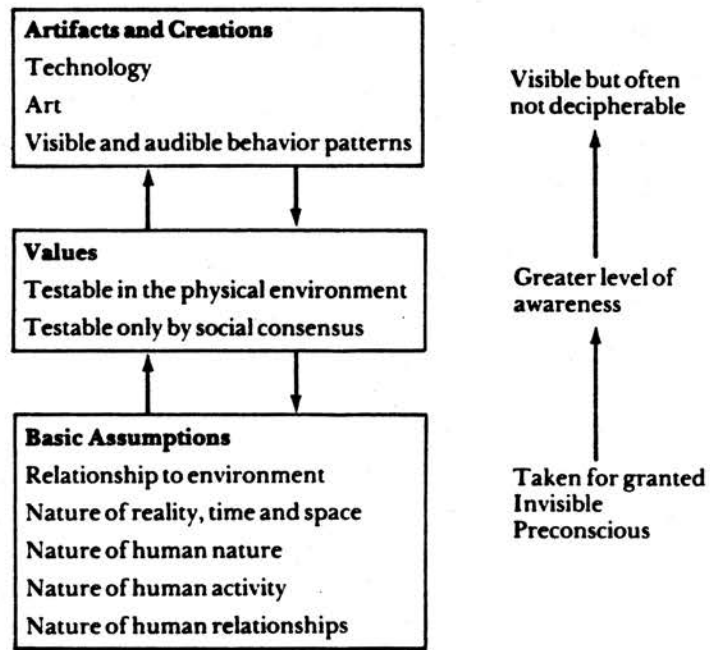 Artifacts and Creations
Technology
Art
Visible and audible behavior patterns
Visible but often
not decipherable
Values
Testable in the physical environment
Testable only by social consensus
Greater level of
awareness
Basic Assumptions
Relationship to environment
Nature of reality, time and space
Nature of human nature
Nature of human activity
Nature of human relationships
Taken for granted
Invisible
Preconscious